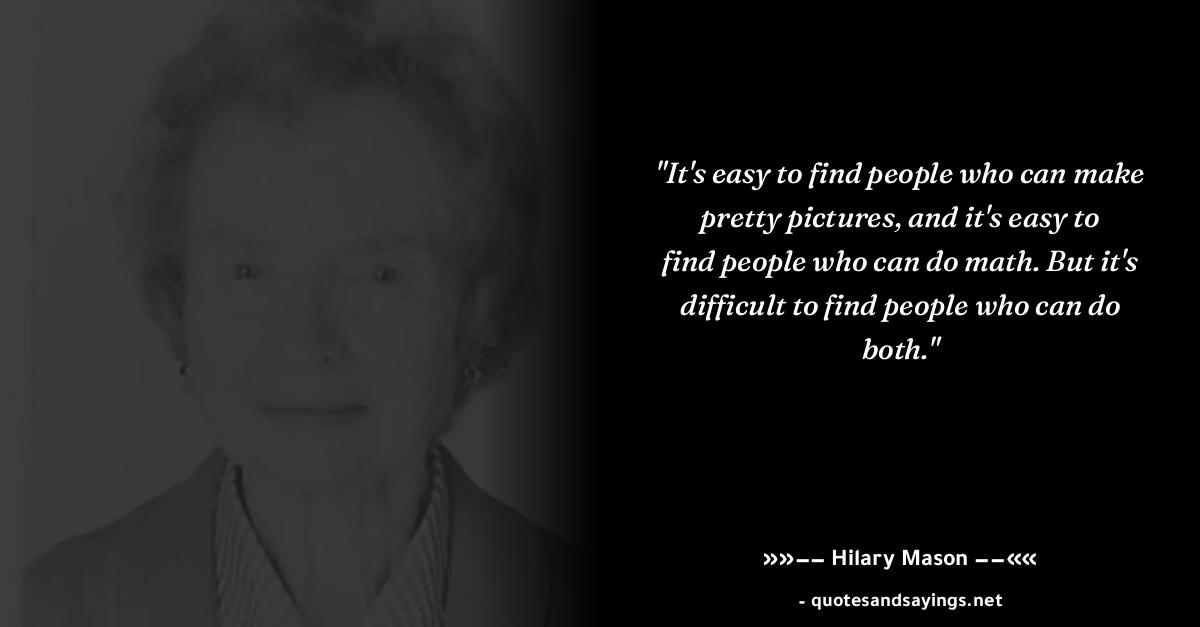 "It's easy to find people who can make
pretty pictures, and it's easy to
find people who can do math. But it's
difficult to find people who can do
both."
»»−− Hilary Mason −−««
- quotesandsayings.net